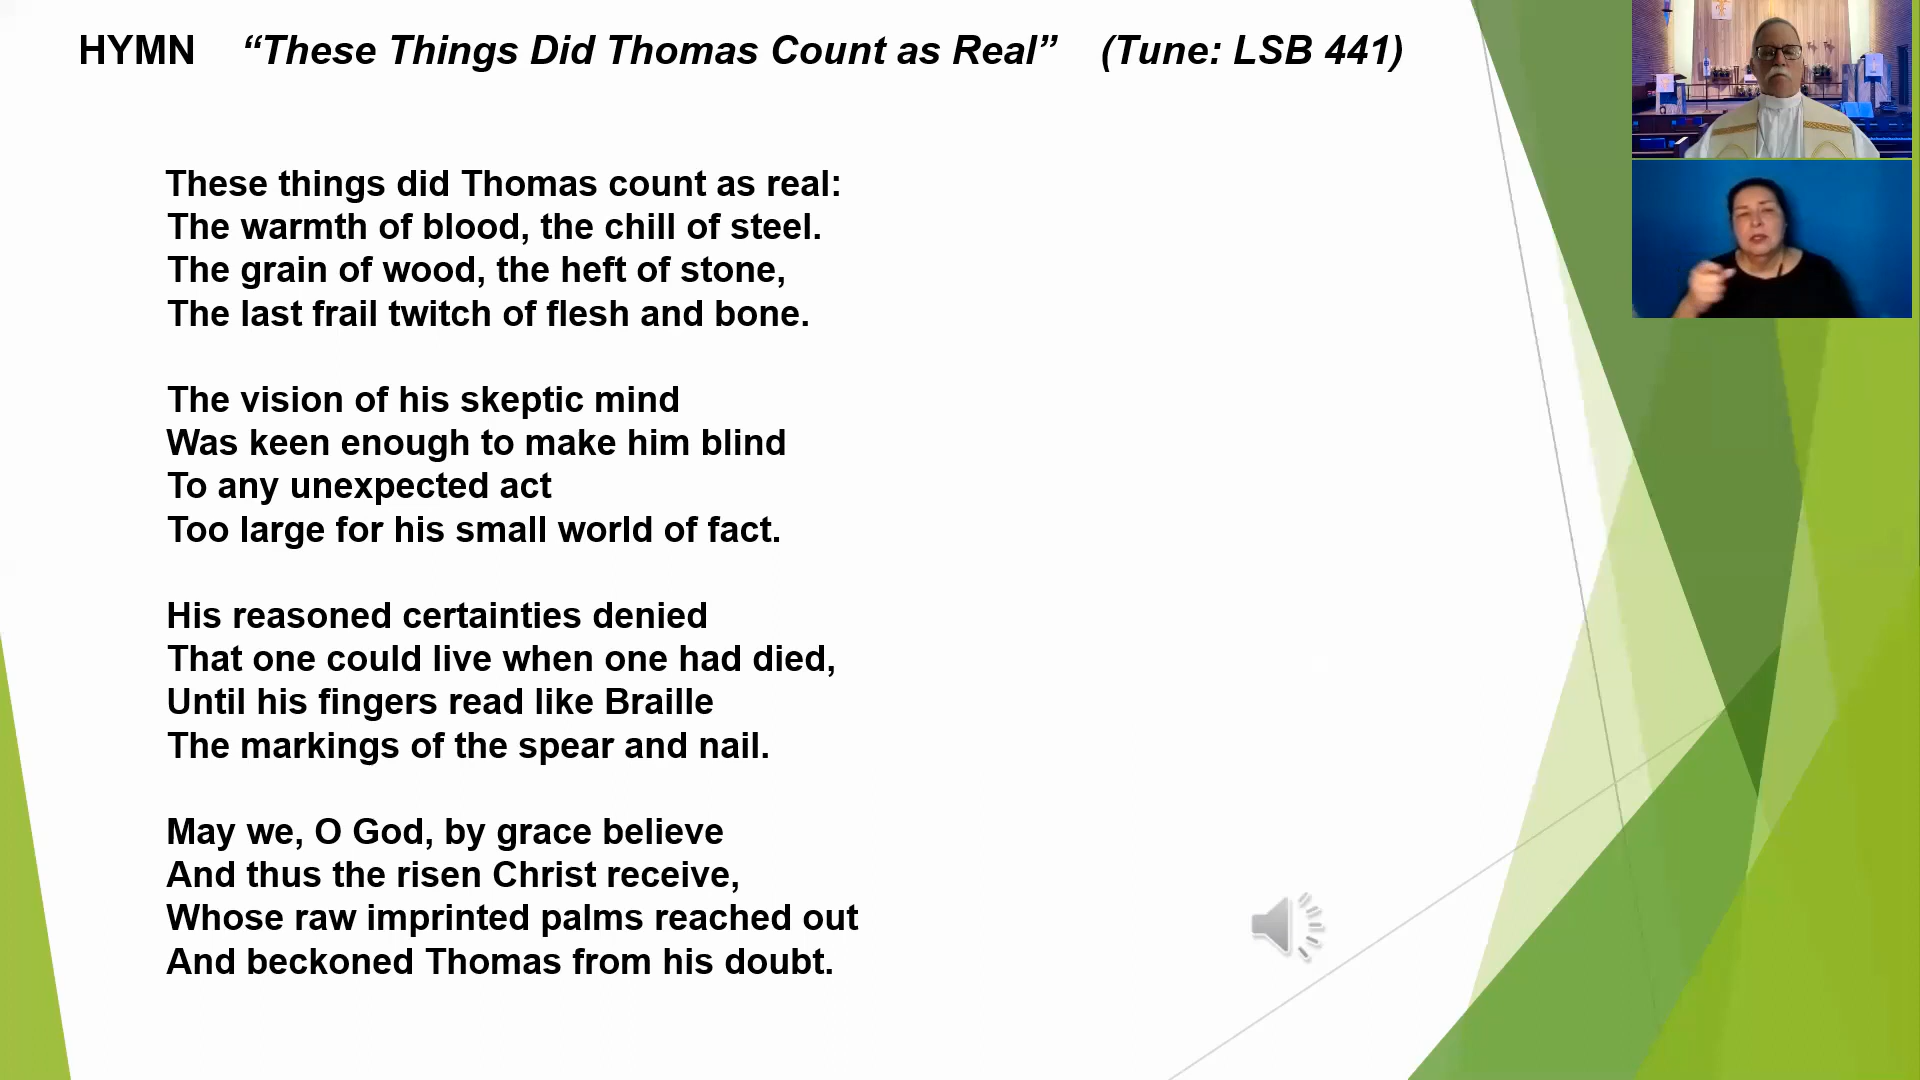 HYMN “These Things Did Thomas Count as Real” (Tune: LSB 441)
These things did Thomas count as real:
The warmth of blood, the chill of steel.
The grain of wood, the heft of stone,
The last frail twitch of flesh and bone.
The vision of his skeptic mind
Was keen enough to make him blind
To any unexpected act
Too large for his small world of fact.
His reasoned certainties denied
That one could live when one had died,
Until his fingers read like Braille
The markings of the spear and nail.
May we, O God, by grace believe
And thus the risen Christ receive,
Whose raw imprinted palms reached out
And beckoned Thomas from his doubt.